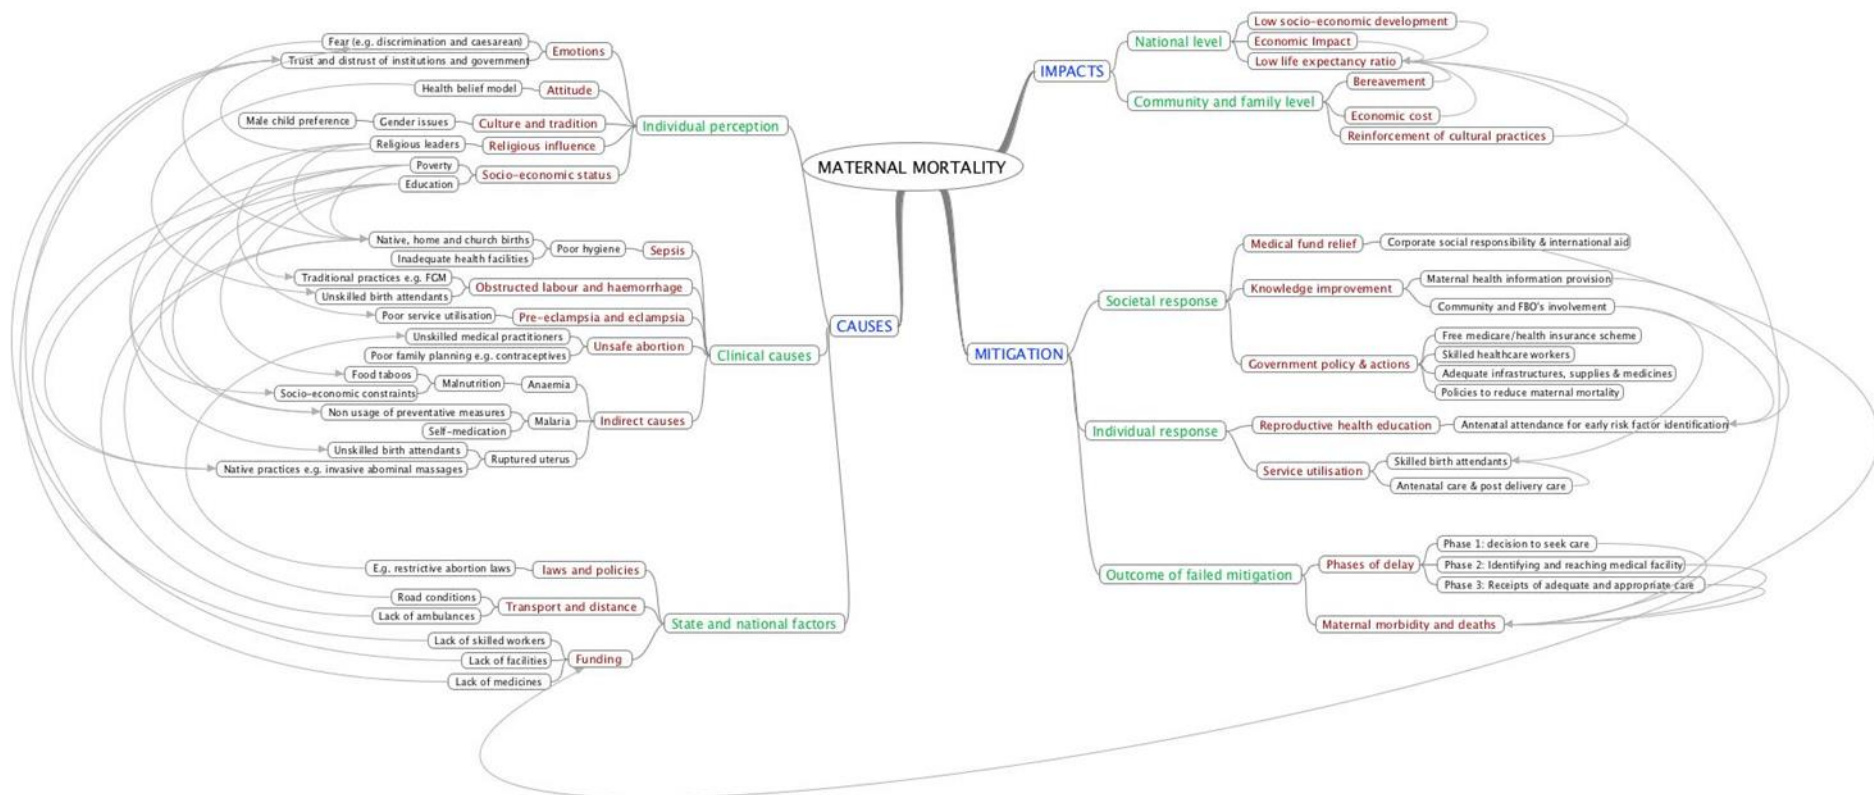 MATERNAL MORTALITY
IMPACTS
National level
Low socio-economic development
Economic Impact
Low life expectancy ratio
Community and family level
Bereavement
Economic cost
Reinforcement of cultural practices
CAUSES
Individual perception
Emotions
Fear (e.g. discrimination and caesarean)
Trust and distrust of institutions and government
Attitude
Health belief model
Culture and tradition
Gender issues
Male child preference
Religious influence
Religious leaders
Socio-economic status
Poverty
Education
Clinical causes
Sepsis
Poor hygiene
Native, home and church births
Inadequate health facilities
Obstructed labour and haemorrhage
Traditional practices e.g. FGM
Unskilled birth attendants
Pre-eclampsia and eclampsia
Poor service utilisation
Unsafe abortion
Unskilled medical practitioners
Poor family planning e.g. contraceptives
Indirect causes
Anaemia
Malnutrition
Food taboos
Socio-economic constraints
Malaria
Non usage of preventative measures
Self-medication
Ruptured uterus
Unskilled birth attendants
Native practices e.g. invasive abominal massages
State and national factors
laws and policies
E.g. restrictive abortion laws
Transport and distance
Road conditions
Lack of ambulances
Funding
Lack of skilled workers
Lack of facilities
Lack of medicines
MITIGATION
Societal response
Medical fund relief
Corporate social responsibility & international aid
Knowledge improvement
Maternal health information provision
Community and FBO's involvement
Government policy & actions
Free medicare/health insurance scheme
Skilled healthcare workers
Adequate infrastructures, supplies & medicines
Policies to reduce maternal mortality
Individual response
Reproductive health education
Antenatal attendance for early risk factor identification
Service utilisation
Skilled birth attendants
Antenatal care & post delivery care
Outcome of failed mitigation
Phases of delay
Phase 1: decision to seek care
Phase 2: Identifying and reaching medical facility
Phase 3: Receipts of adequate and appropriate care
Maternal morbidity and deaths